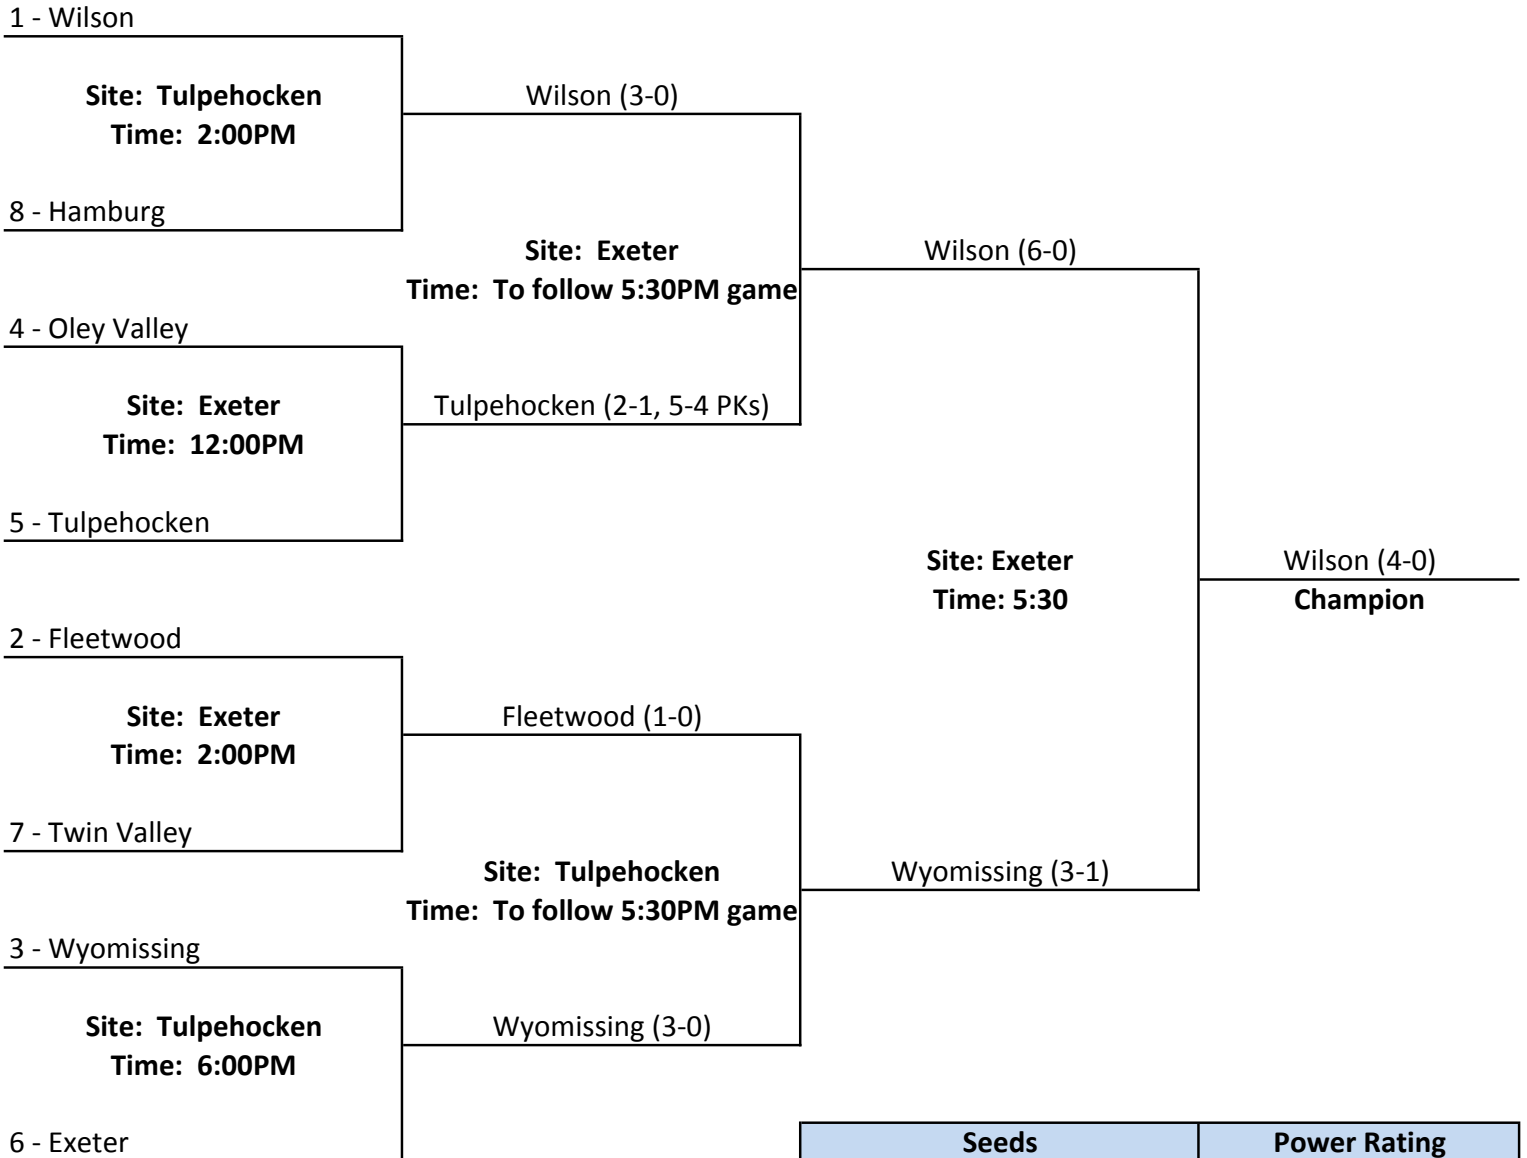 1 - Wilson
Site:  Tulpehocken
Time:  2:00PM
Wilson (3-0)
8 - Hamburg
Site:  Exeter
Time:  To follow 5:30PM game
Wilson (6-0)
4 - Oley Valley
Site:  Exeter
Time:  12:00PM
Tulpehocken (2-1, 5-4 PKs)
5 - Tulpehocken
Site: Exeter
Time: 5:30
Wilson (4-0)
Champion
2 - Fleetwood
Site:  Exeter
Time:  2:00PM
Fleetwood (1-0)
7 - Twin Valley
Site:  Tulpehocken
Time:  To follow 5:30PM game
Wyomissing (3-1)
3 - Wyomissing
Site:  Tulpehocken
Time:  6:00PM
Wyomissing (3-0)
6 - Exeter
Seeds
Power Rating